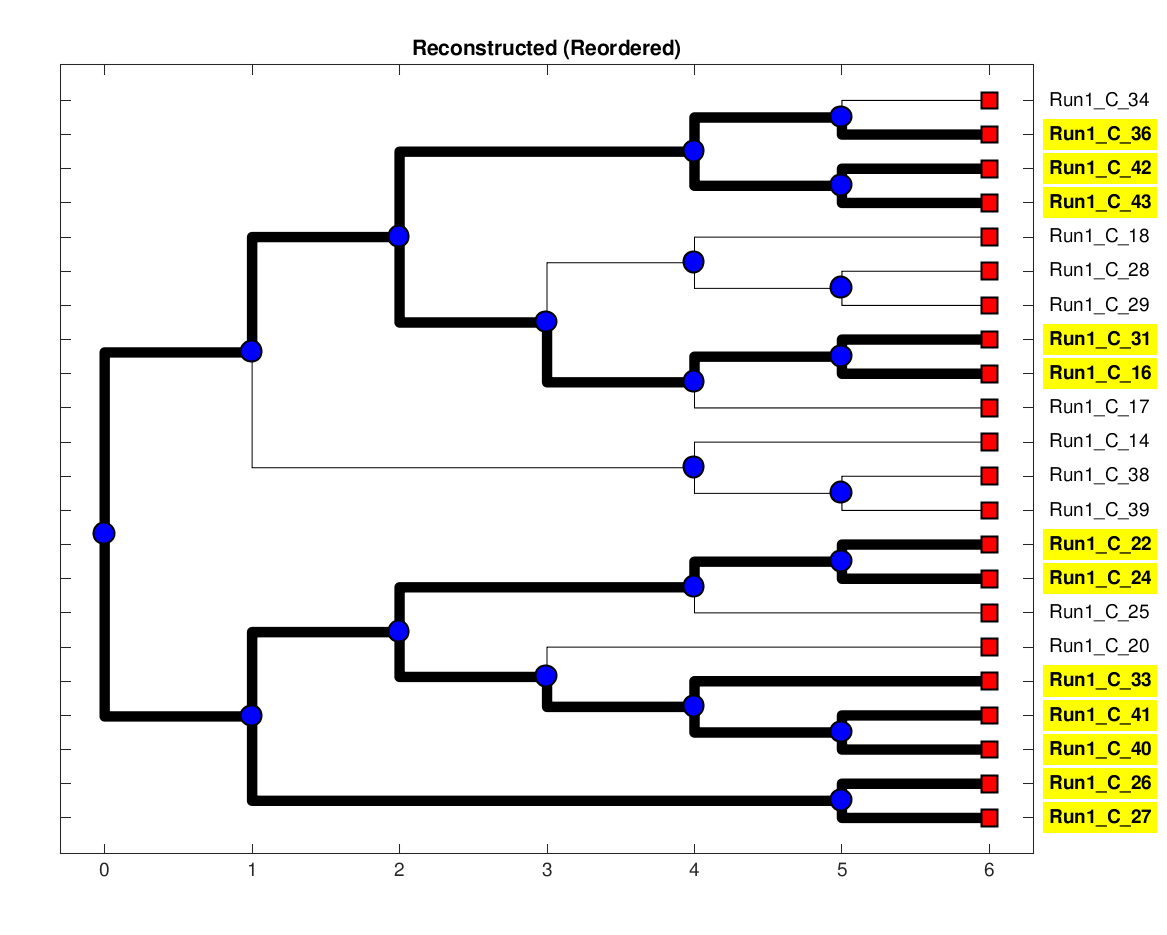 Reconstructed (Reordered)
Run1_C_34
Run1_C_36
Run1_C_42
Run1_C_43
Run1_C_18
Run1_C_28
Run1_C_29
Run1_C_31
Run1_C_16
Run1_C_17
Run1_C_14
Run1_C_38
Run1_C_39
Run1_C_22
Run1_C_24
Run1_C_25
Run1_C_20
Run1_C_33
Run1_C_41
Run1_C_40
Run1_C_26
Run1_C_27
0 1 2 3 4 5 6